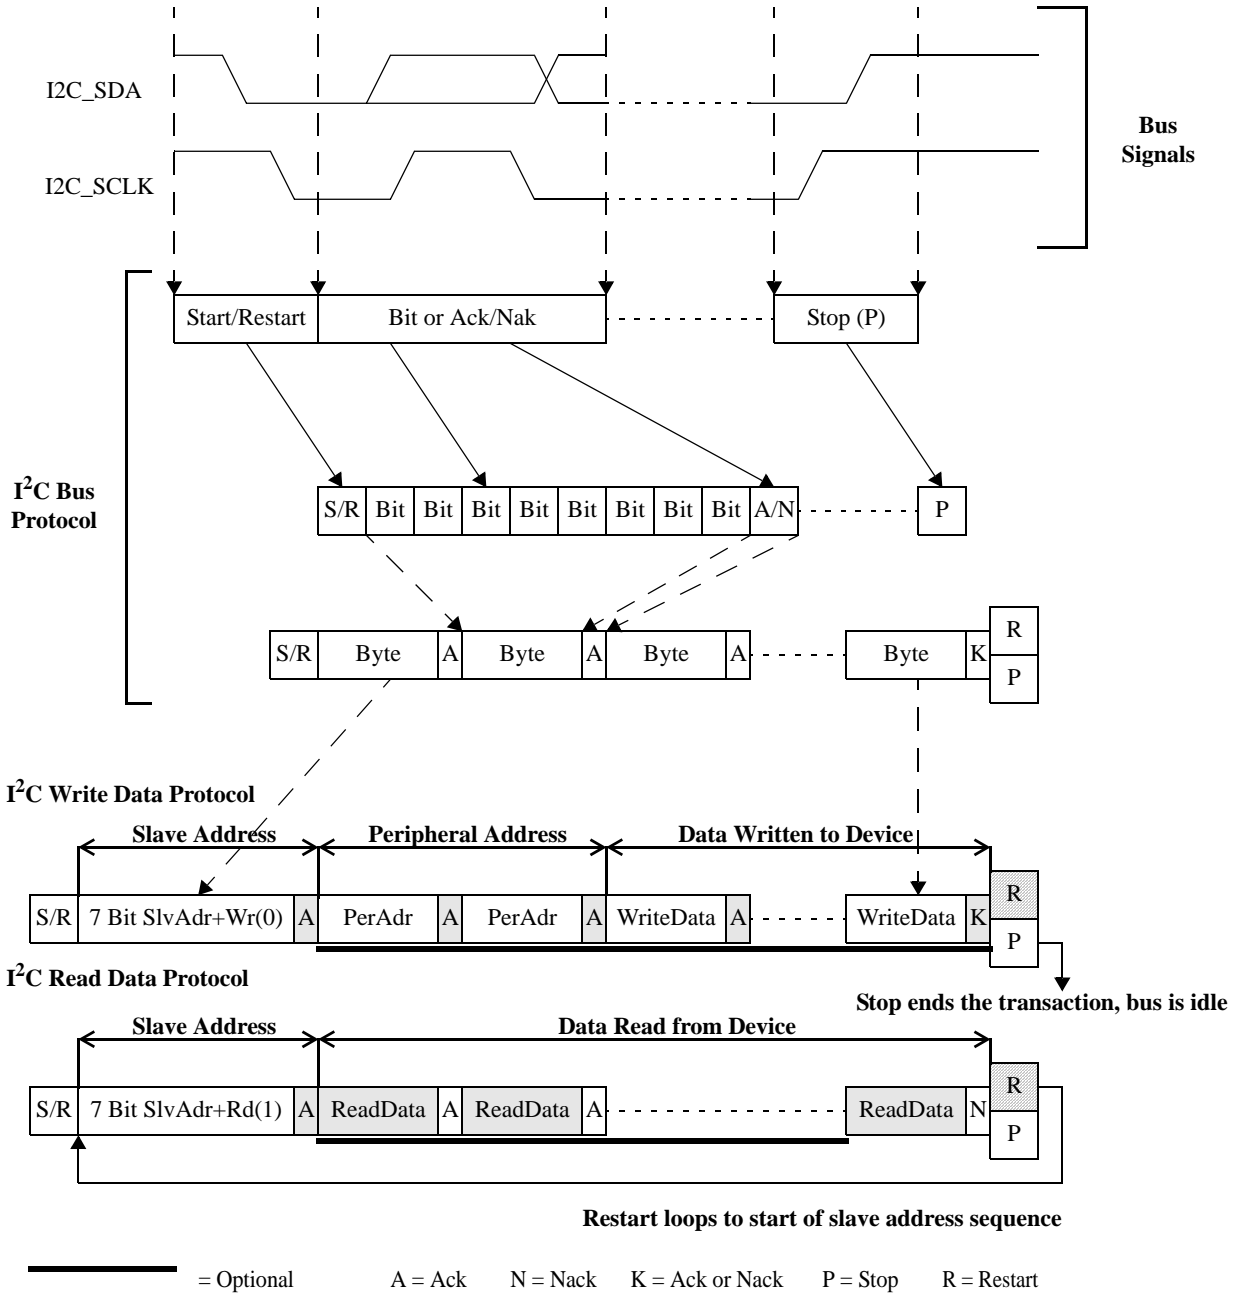 I2C_SDA
Bus
Signals
I2C_SCLK
Start/Restart Bit or Ack/Nak Stop (P)
I2C Bus
Protocol
S/R Bit Bit Bit Bit Bit Bit Bit Bit A/N P
S/R Byte A Byte A Byte A Byte K R P
I2C Write Data Protocol
Slave Address Peripheral Address Data Written to Device
S/R 7 Bit SlvAdr+Wr(0) A PerAdr A PerAdr A WriteData A WriteData K R P
I2C Read Data Protocol
Stop ends the transaction, bus is idle
Slave Address Data Read from Device
S/R 7 Bit SlvAdr+Rd(1) A ReadData A ReadData A ReadData N R P
Restart loops to start of slave address sequence
= Optional A = Ack N = Nack K = Ack or Nack P = Stop R = Restart